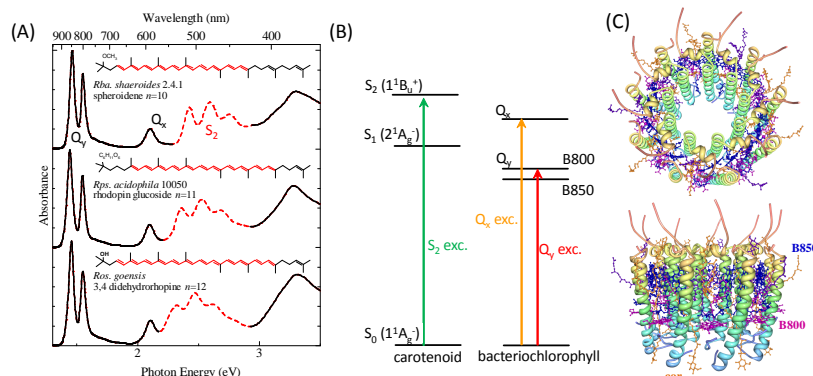 (A)
Wavelength (nm)
900 800 700 600 500 400
OCH₃
Rba. shaeroides 2.4.1
spheroidene n=10
Qy
Qx
S₂
Rps. acidophila 10050
rhodopin glucoside n=11
OH
Ros. goensis
3,4 didehydrorhopine n=12
Absorbance
2 3
Photon Energy (eV)
(B)
S₂ (1¹Bu⁺)
S₁ (2¹Ag⁻)
S₀ (1¹Ag⁻)
S₂ exc.
carotenoid
Qx
Qy
B800
B850
Qx exc.
Qy exc.
bacteriochlorophyll
(C)
B850
B800